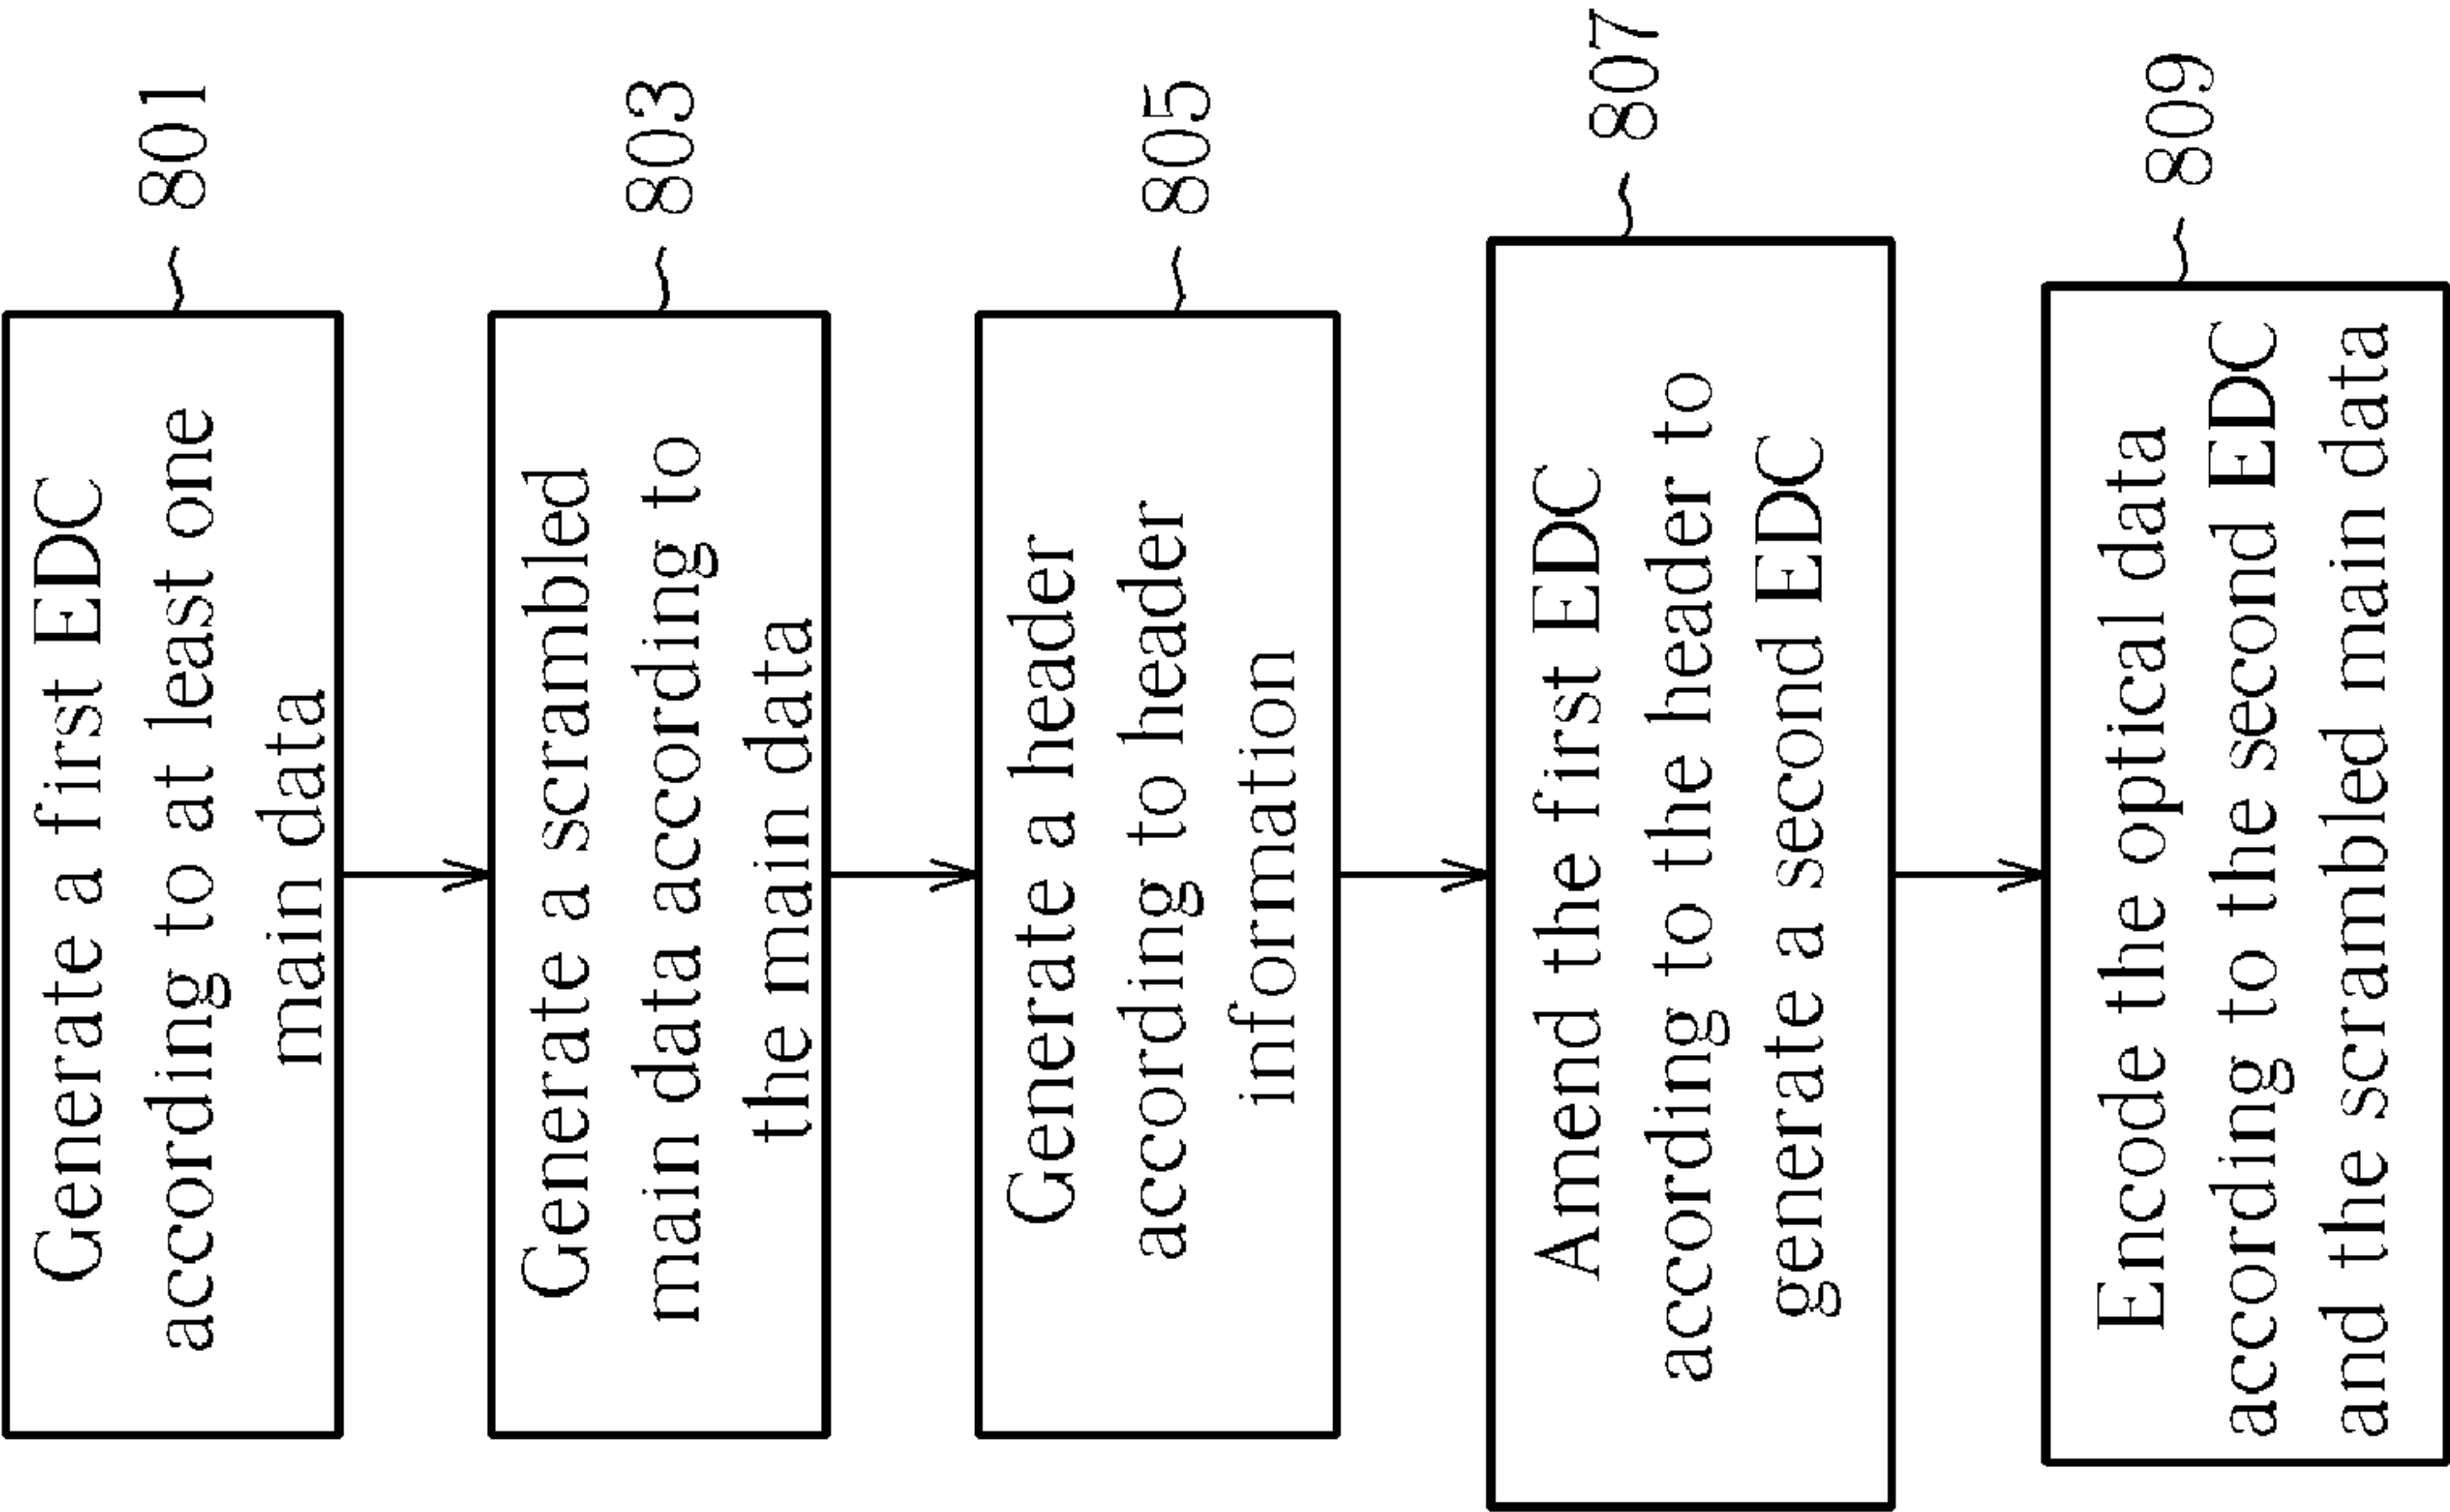 Generate a first EDC
according to at least one
main data
801
Generate a scrambled
main data according to
the main data
803
Generate a header
according to header
information
805
Amend the first EDC
according to the header to
generate a second EDC
807
Encode the optical data
according to the second EDC
and the scrambled main data
809